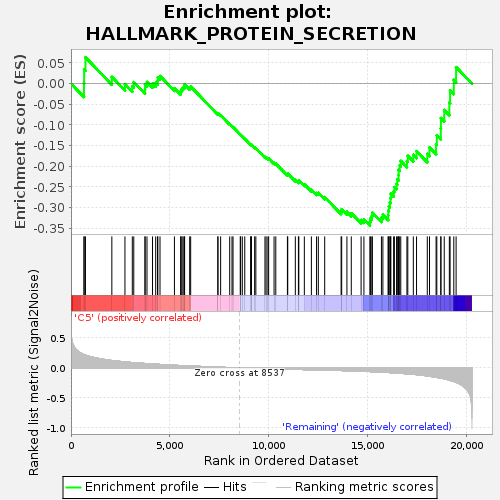 Enrichment plot:
HALLMARK_PROTEIN_SECRETION
Enrichment score (ES)
0.05
0.00
-0.05
-0.10
-0.15
-0.20
-0.25
-0.30
-0.35
'C5' (positively correlated)
Ranked list metric (Signal2Noise)
0.5
0.0
-0.5
-1.0
Zero cross at 8537
'Remaining' (negatively correlated)
0 5,000 10,000 15,000 20,000
Rank in Ordered Dataset
Enrichment profile Hits Ranking metric scores